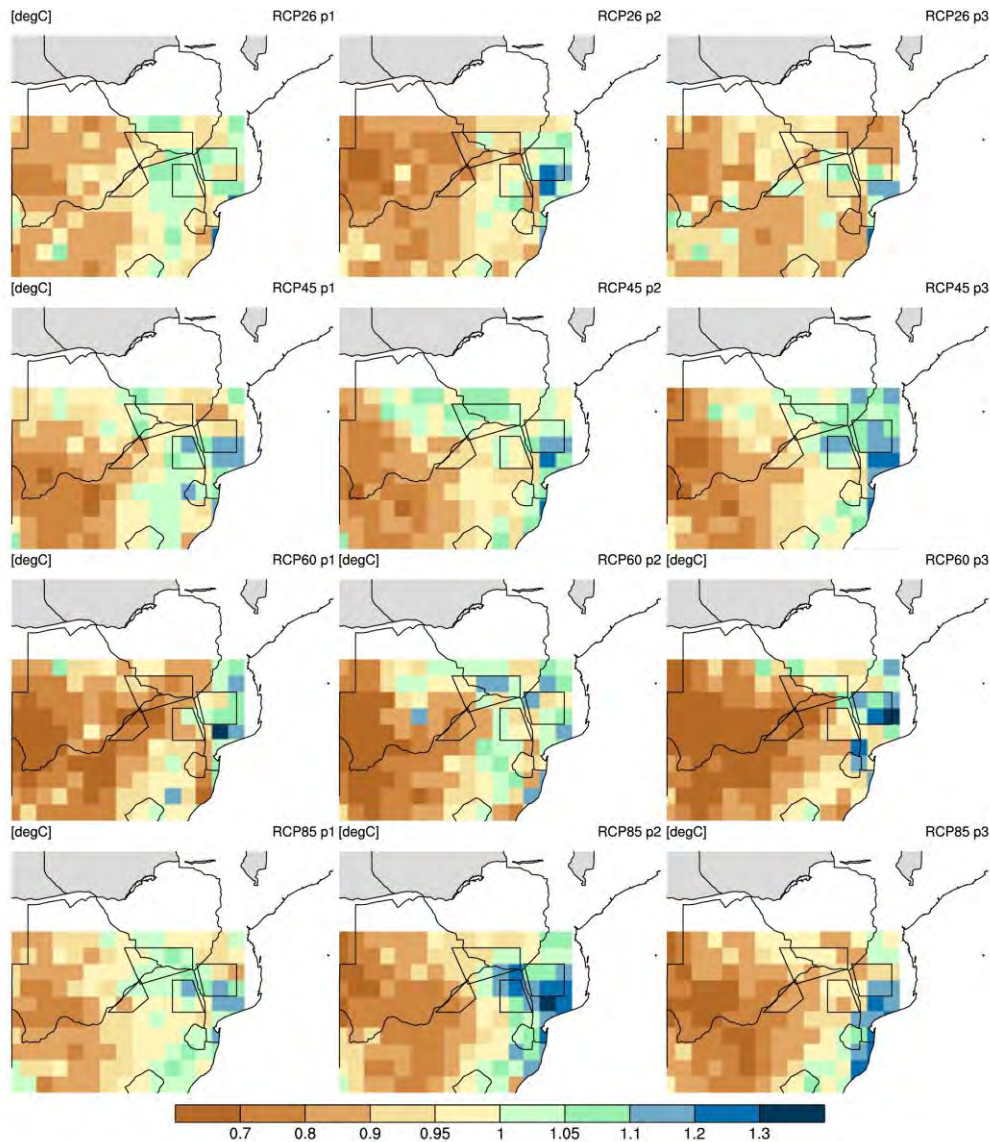 [degC] RCP26 p1 RCP26 p2 RCP26 p3
[degC] RCP45 p1 RCP45 p2 RCP45 p3
[degC] RCP60 p1 [degC] RCP60 p2 [degC] RCP60 p3
[degC] RCP85 p1 [degC] RCP85 p2 [degC] RCP85 p3
0.7 0.8 0.9 0.95 1 1.05 1.1 1.2 1.3